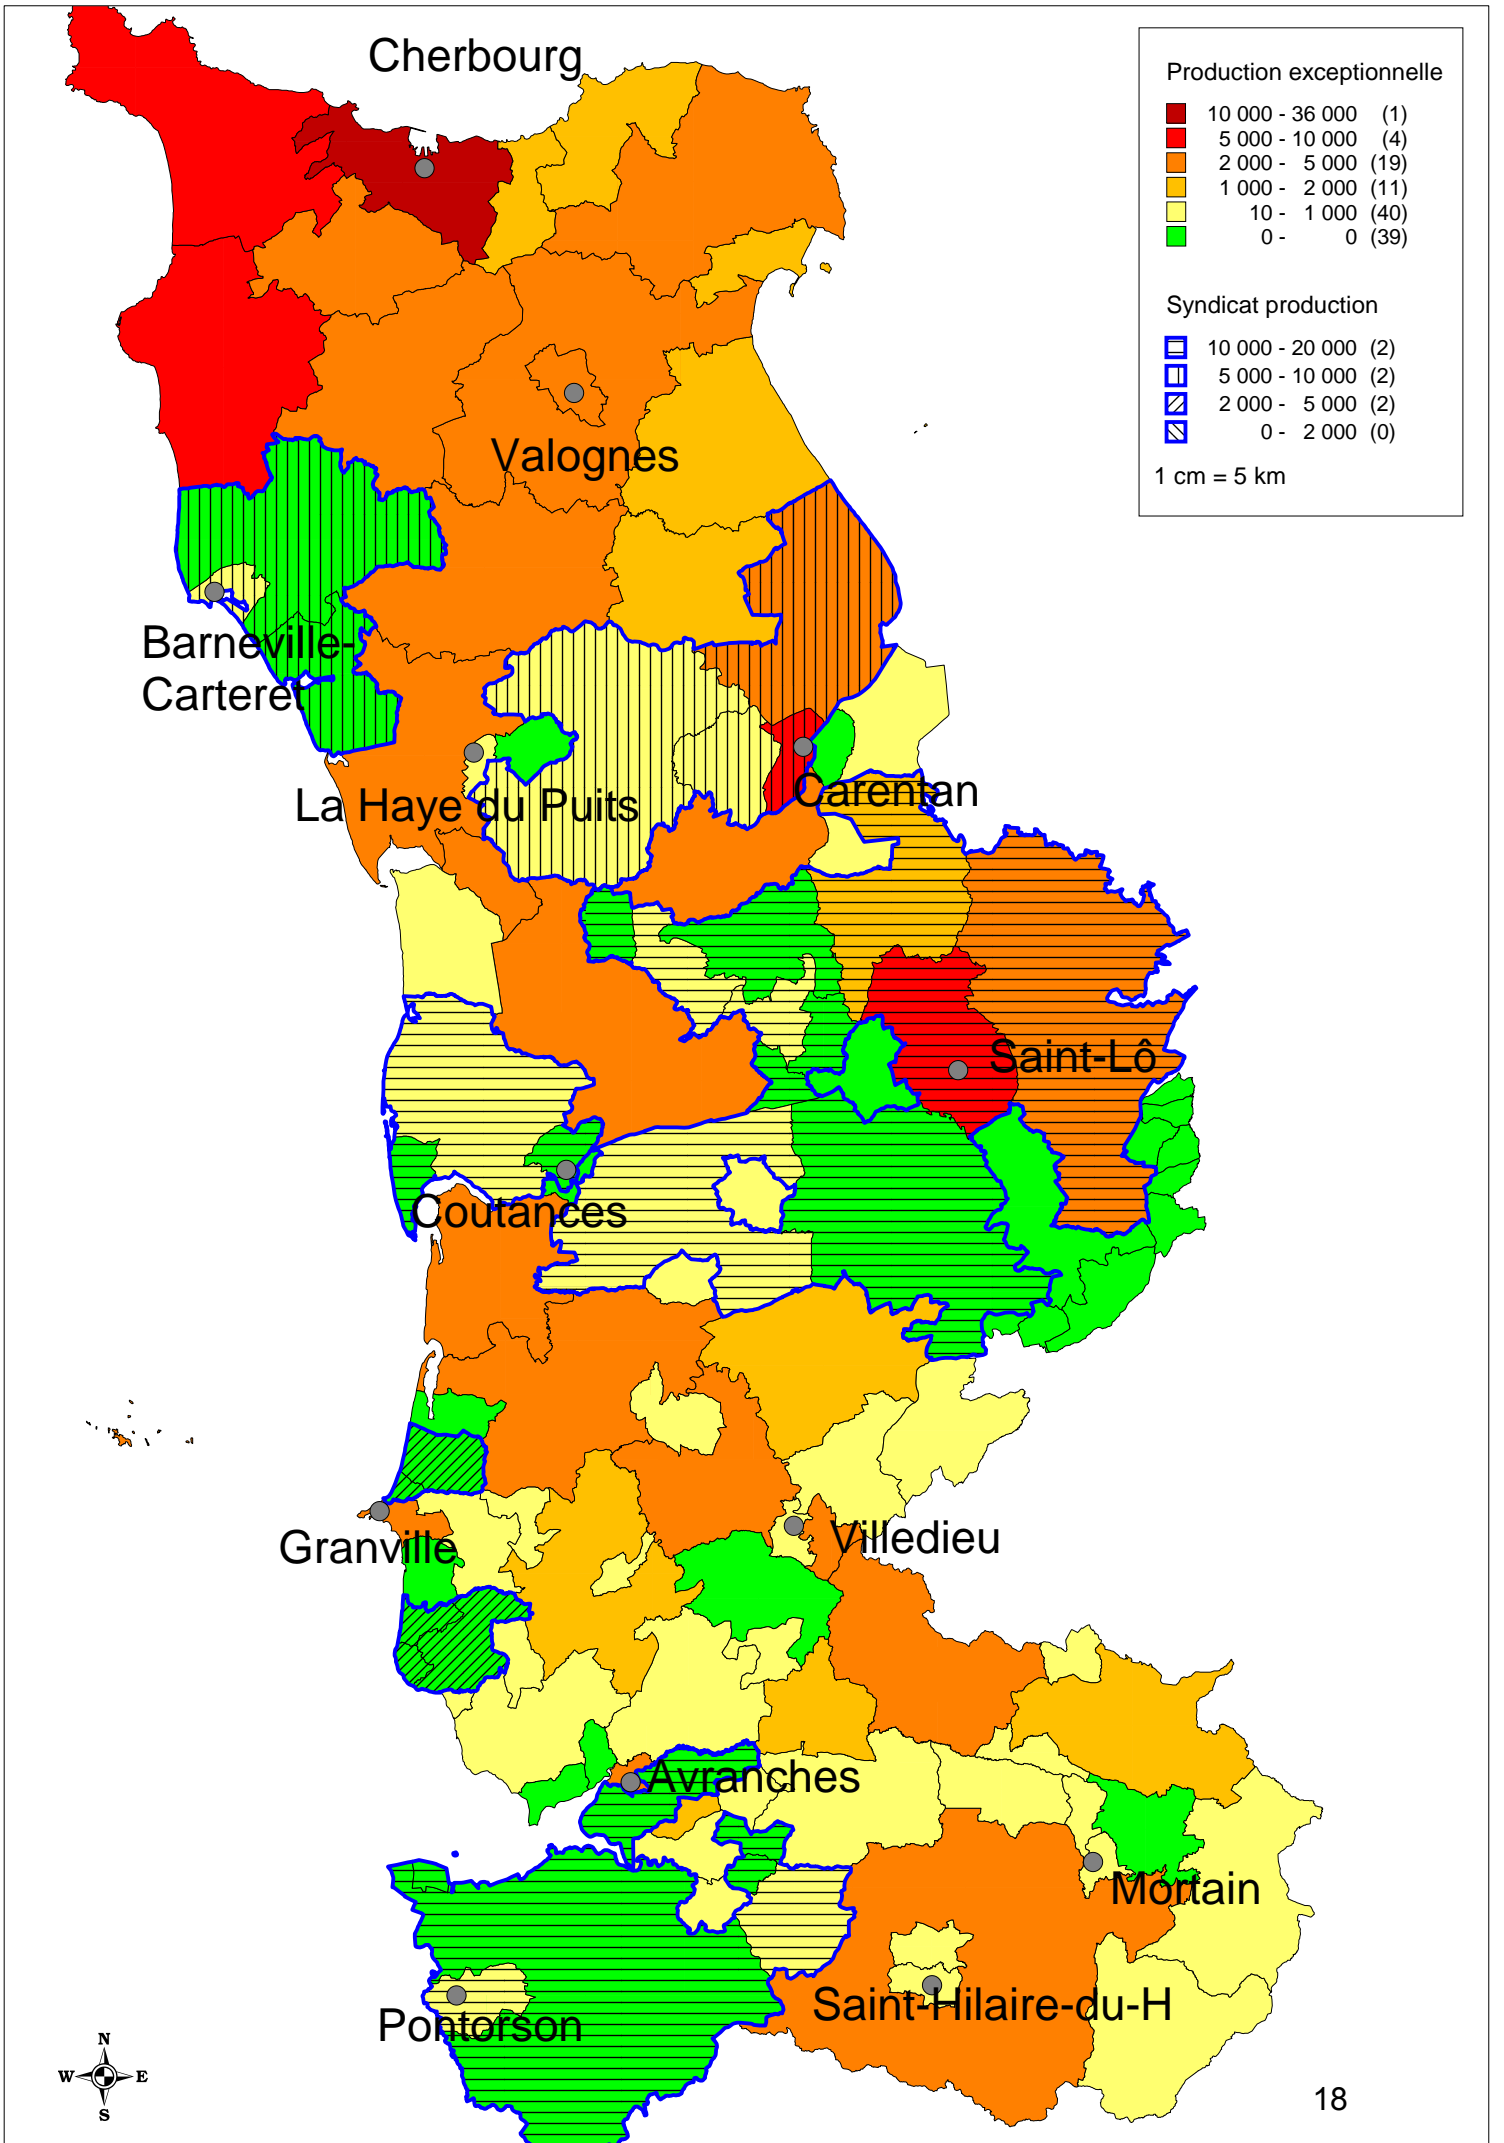 Cherbourg
Production exceptionnelle
10 000 - 36 000 (1)
5 000 - 10 000 (4)
2 000 - 5 000 (19)
1 000 - 2 000 (11)
10 - 1 000 (40)
0 - 0 (39)
Syndicat production
10 000 - 20 000 (2)
5 000 - 10 000 (2)
2 000 - 5 000 (2)
0 - 2 000 (0)
1 cm = 5 km
Valognes
Barneville-
Carteret
La Haye du Puits
Carentan
Saint-Lô
Coutances
Granville
Villedieu
Avranches
Mortain
Saint-Hilaire-du-H
Pontorson
N
W
E
S
18